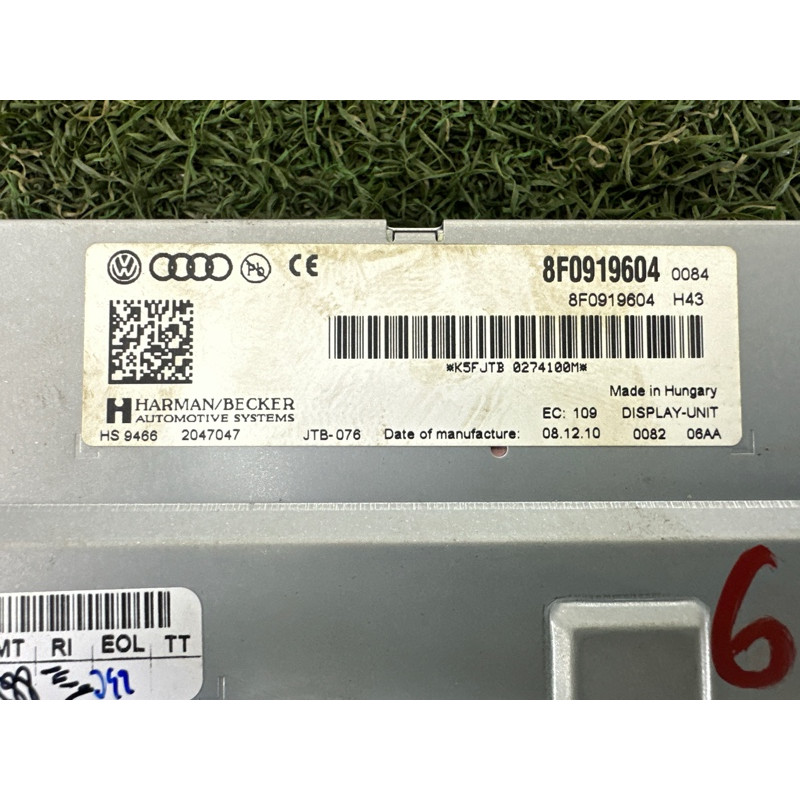 8F0919604 0084
8F0919604 H43
*K5FJTB 0274100M*
Made in Hungary
HARMAN/BECKER
AUTOMOTIVE SYSTEMS
EC: 109 DISPLAY-UNIT
HS 9466 2047047 JTB-076 Date of manufacture: 08.12.10 0082 06AA
MT RI EOL TT
6